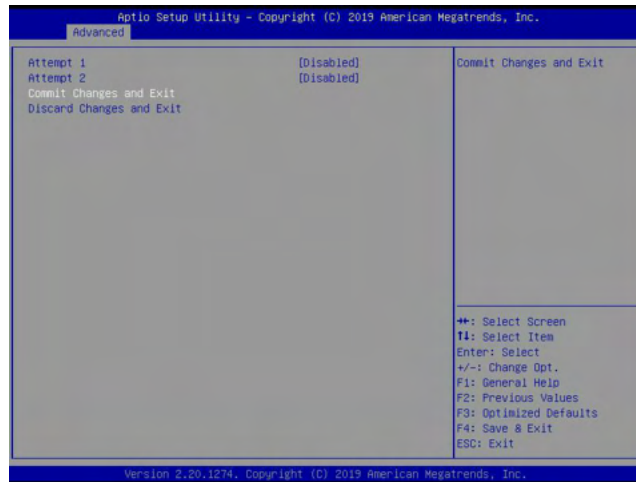 Aptio Setup Utility – Copyright (C) 2019 American Megatrends, Inc.
Advanced
Attempt 1 [Disabled]
Attempt 2 [Disabled]
Commit Changes and Exit
Discard Changes and Exit
Commit Changes and Exit
→←: Select Screen
↑↓: Select Item
Enter: Select
+/-: Change Opt.
F1: General Help
F2: Previous Values
F3: Optimized Defaults
F4: Save & Exit
ESC: Exit
Version 2.20.1274. Copyright (C) 2019 American Megatrends, Inc.